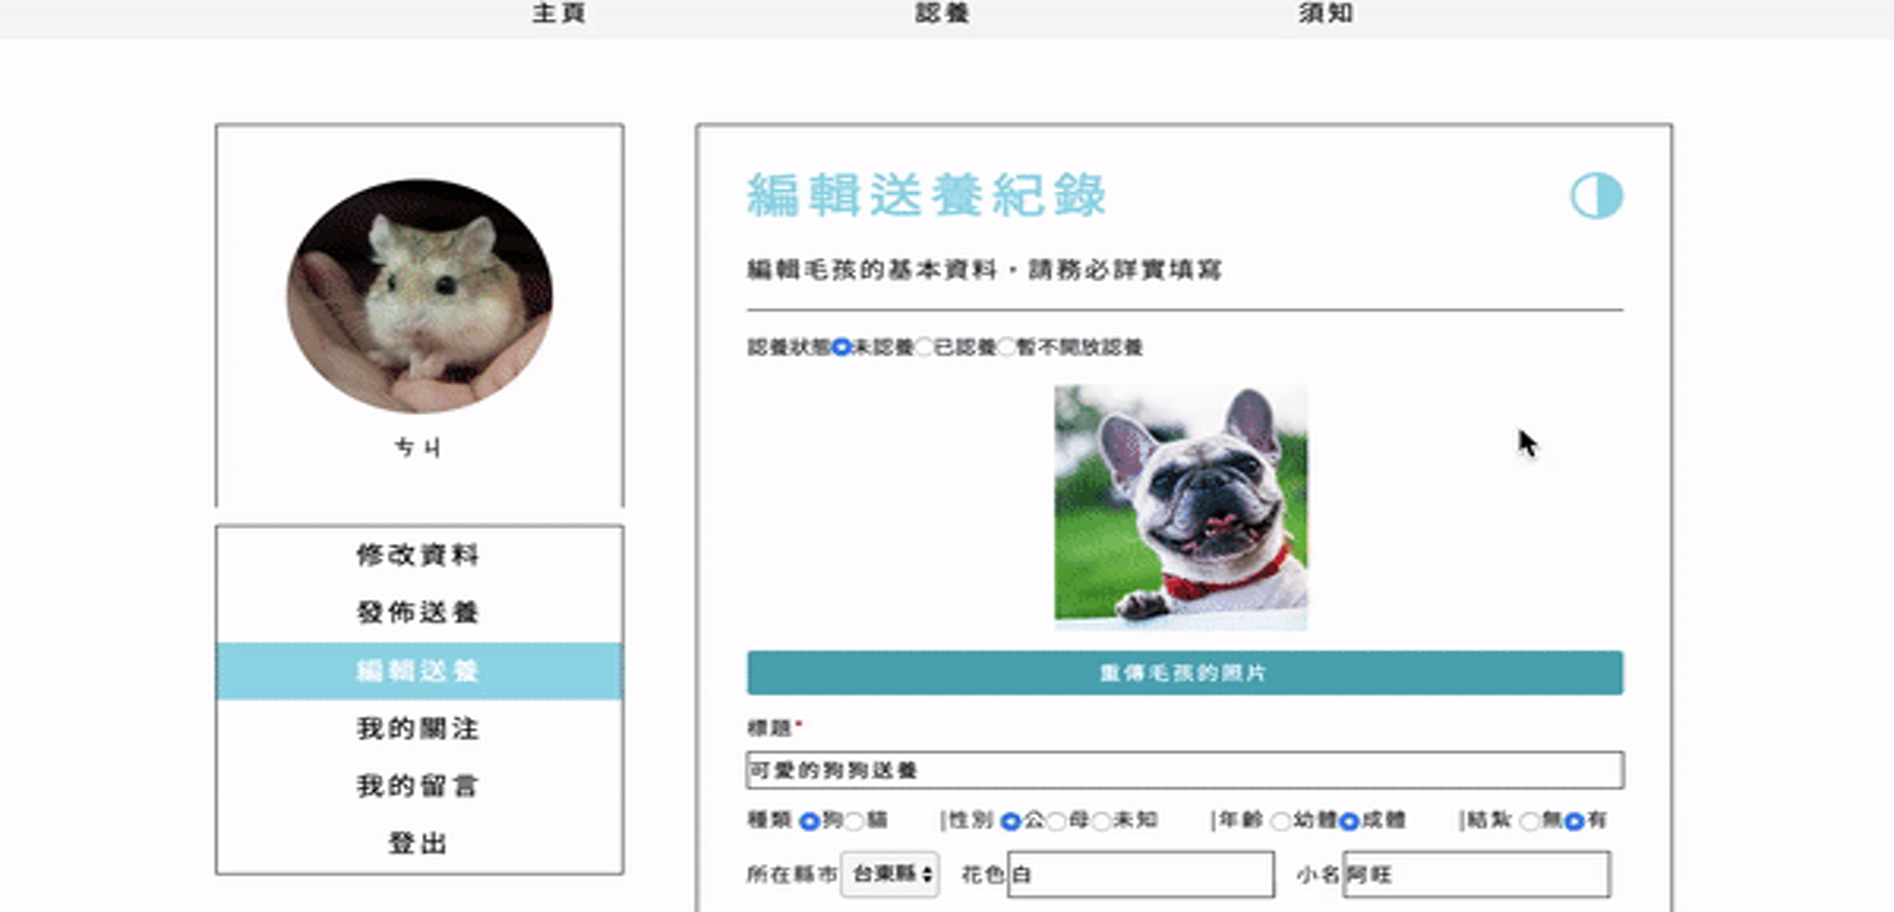 主頁 認養 須知
ㄘㄐ
修改資料
發佈送養
編輯送養
我的關注
我的留言
登出
編輯送養紀錄
編輯毛孩的基本資料，請務必詳實填寫
認養狀態 未認養 已認養 暫不開放認養
重傳毛孩的照片
標題*
可愛的狗狗送養
種類 狗 貓 |性別 公 母 未知 |年齡 幼體 成體 |結紮 無 有
所在縣市 台東縣 花色 白 小名 阿旺